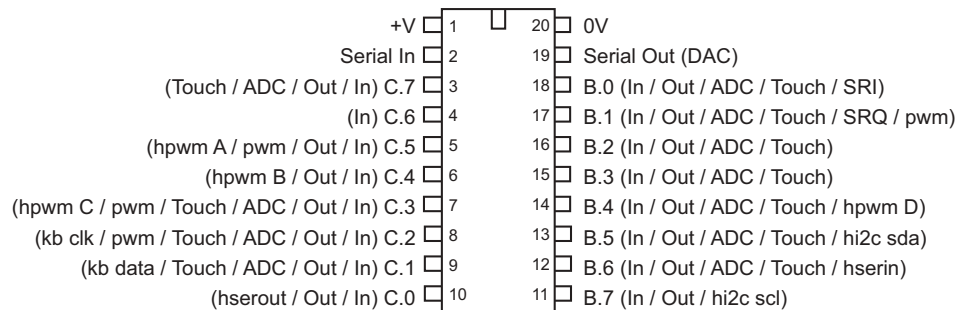 +V 1 20 0V
Serial In 2 19 Serial Out (DAC)
(Touch / ADC / Out / In) C.7 3 18 B.0 (In / Out / ADC / Touch / SRI)
(In) C.6 4 17 B.1 (In / Out / ADC / Touch / SRQ / pwm)
(hpwm A / pwm / Out / In) C.5 5 16 B.2 (In / Out / ADC / Touch)
(hpwm B / Out / In) C.4 6 15 B.3 (In / Out / ADC / Touch)
(hpwm C / pwm / Touch / ADC / Out / In) C.3 7 14 B.4 (In / Out / ADC / Touch / hpwm D)
(kb clk / pwm / Touch / ADC / Out / In) C.2 8 13 B.5 (In / Out / ADC / Touch / hi2c sda)
(kb data / Touch / ADC / Out / In) C.1 9 12 B.6 (In / Out / ADC / Touch / hserin)
(hserout / Out / In) C.0 10 11 B.7 (In / Out / hi2c scl)